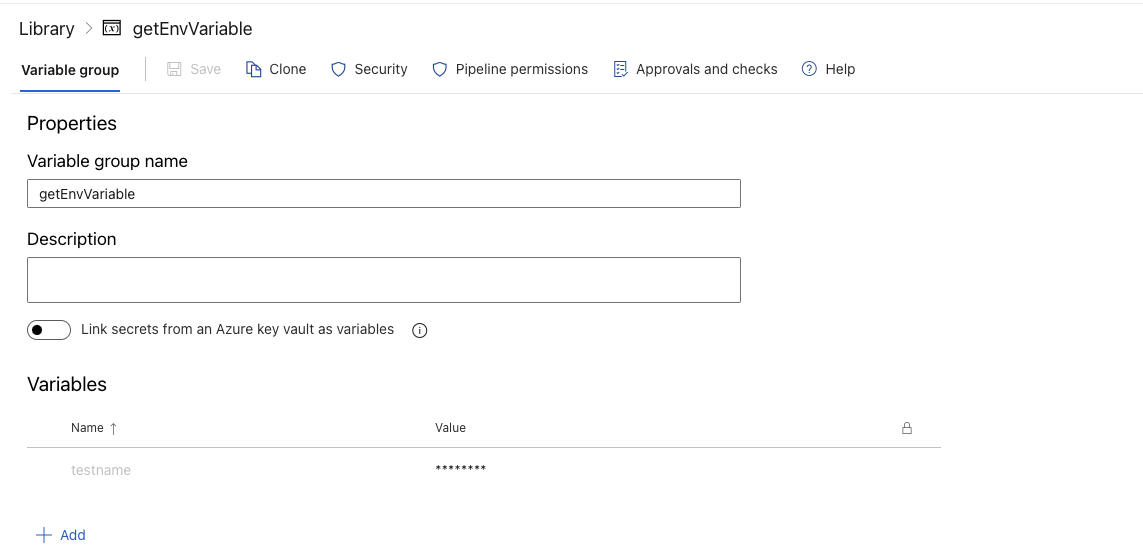 Library > getEnvVariable
Variable group Save Clone Security Pipeline permissions Approvals and checks Help
Properties
Variable group name
getEnvVariable
Description
Link secrets from an Azure key vault as variables
Variables
Name ↑ Value
testname ********
+ Add